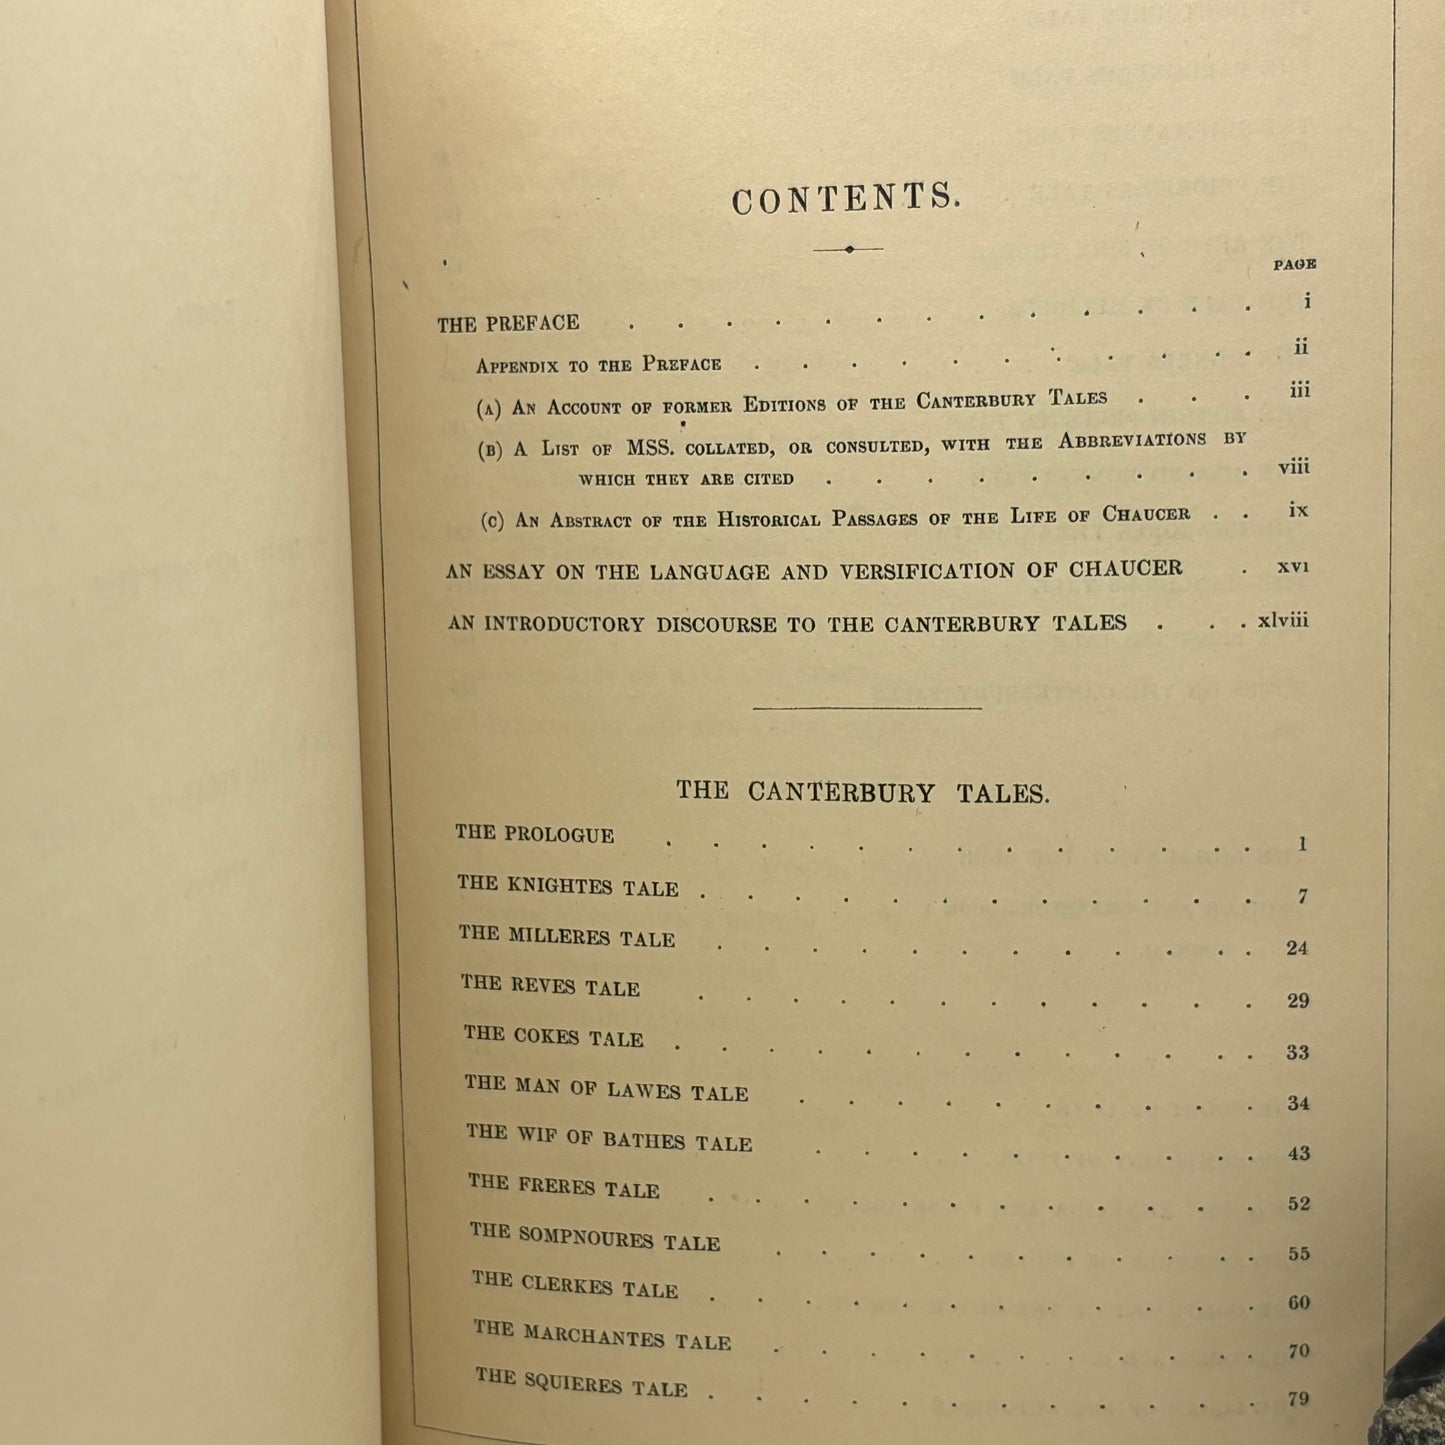 CONTENTS.
PAGE
THE PREFACE . . . . . . . . . . . . . i
APPENDIX TO THE PREFACE . . . . . . . . . . ii
(A) AN ACCOUNT OF FORMER EDITIONS OF THE CANTERBURY TALES . . . iii
(B) A LIST OF MSS. COLLATED, OR CONSULTED, WITH THE ABBREVIATIONS BY
WHICH THEY ARE CITED . . . . . . . . . viii
(C) AN ABSTRACT OF THE HISTORICAL PASSAGES OF THE LIFE OF CHAUCER . . ix
AN ESSAY ON THE LANGUAGE AND VERSIFICATION OF CHAUCER . xvi
AN INTRODUCTORY DISCOURSE TO THE CANTERBURY TALES . . . xlviii
THE CANTERBURY TALES.
THE PROLOGUE . . . . . . . . . . . . . 1
THE KNIGHTES TALE . . . . . . . . . . . . 7
THE MILLERES TALE . . . . . . . . . . . . 24
THE REVES TALE . . . . . . . . . . . . 29
THE COKES TALE . . . . . . . . . . . . . 33
THE MAN OF LAWES TALE . . . . . . . . . . 34
THE WIF OF BATHES TALE . . . . . . . . . . 43
THE FRERES TALE . . . . . . . . . . . . 52
THE SOMPNOURES TALE . . . . . . . . . . . 55
THE CLERKES TALE . . . . . . . . . . . . 60
THE MARCHANTES TALE . . . . . . . . . . . 70
THE SQUIERES TALE . . . . . . . . . . . . 79